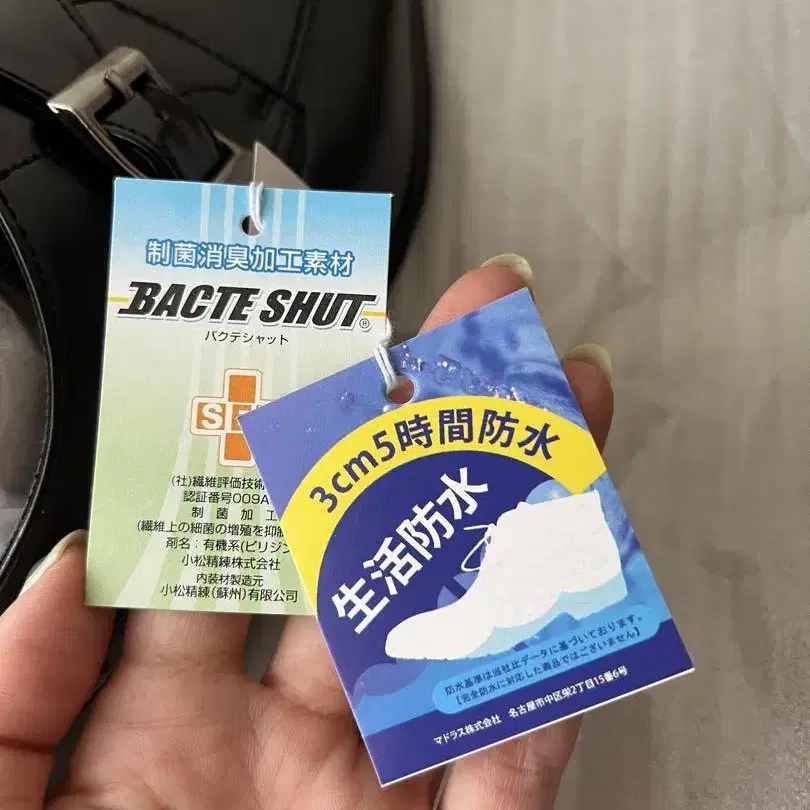 制菌消臭加工素材
BACTE SHUT®
バクテシャット
SE
(社)繊維評価技術
認証番号009A
制菌加工
(繊維上の細菌の増殖を抑制
剤名:有機系(ピリジン
小松精練株式会社
内装材製造元
小松精練(蘇州)有限公司
3cm5時間防水
生活防水
防水基準は当社比データに基づいております。
【完全防水に対応した商品ではございません】
マドラス株式会社 名古屋市中区栄2丁目15番6号